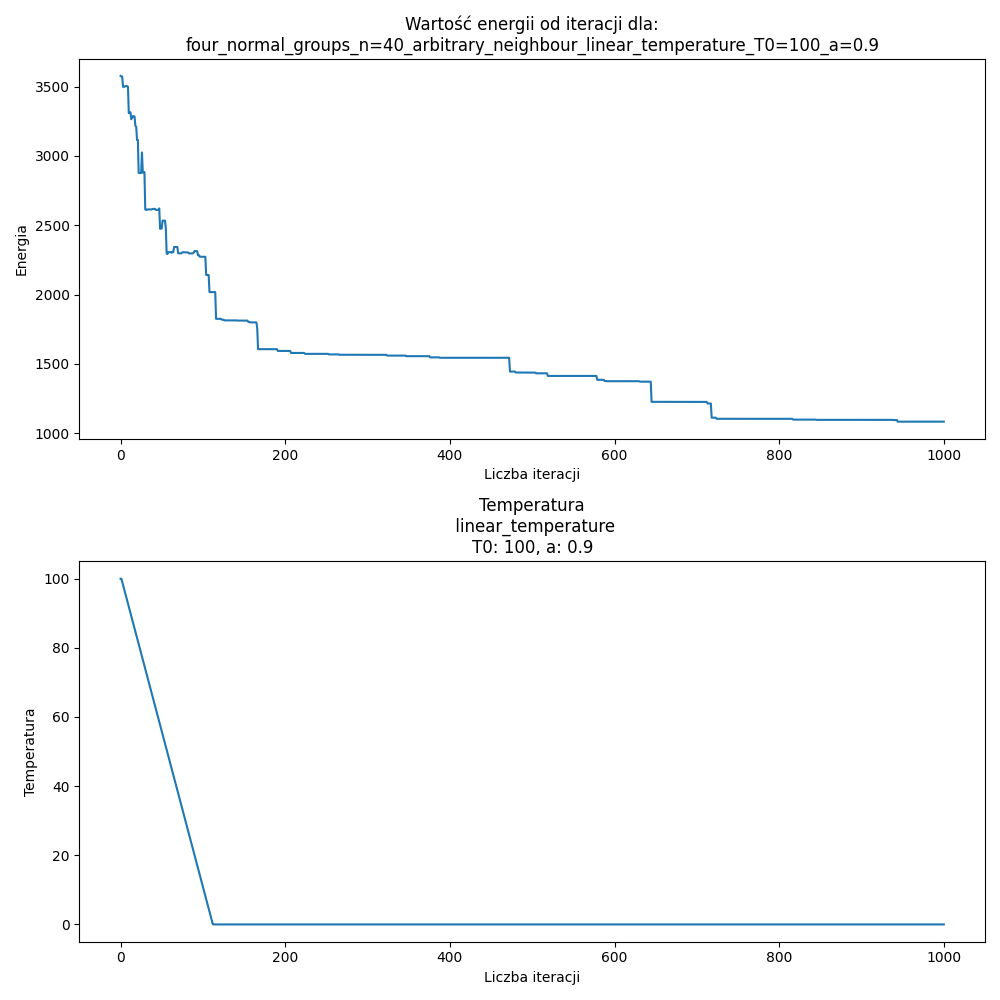 Wartość energii od iteracji dla:
four_normal_groups_n=40_arbitrary_neighbour_linear_temperature_T0=100_a=0.9
3500
3000
2500
2000
1500
1000
Energia
0 200 400 600 800 1000
Liczba iteracji
Temperatura
linear_temperature
T0: 100, a: 0.9
100
80
60
40
20
0
Temperatura
0 200 400 600 800 1000
Liczba iteracji